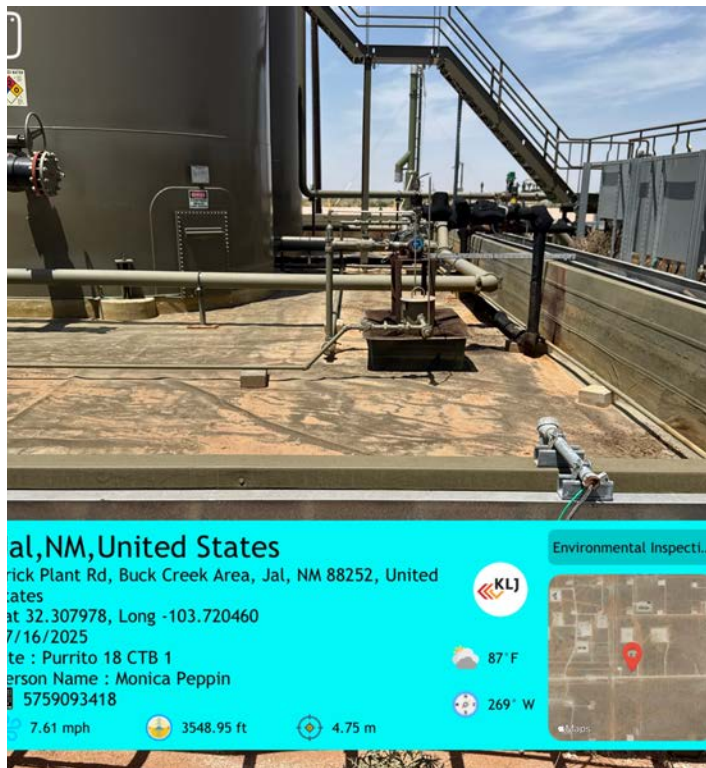 al,NM,United States
rick Plant Rd, Buck Creek Area, Jal, NM 88252, United
tates
at 32.307978, Long -103.720460
7/16/2025
te : Purrito 18 CTB 1
erson Name : Monica Peppin
5759093418
7.61 mph
3548.95 ft
4.75 m
KLJ
87°F
269° W
Environmental Inspecti..
Maps